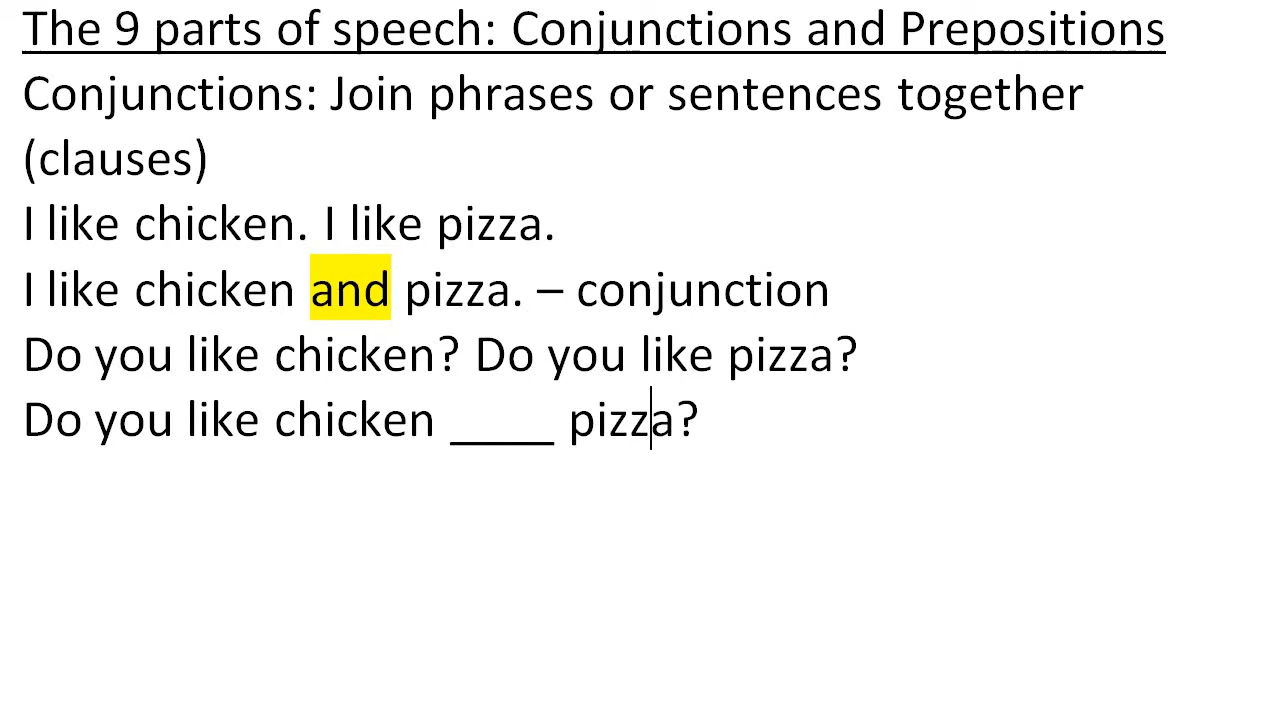 The 9 parts of speech: Conjunctions and Prepositions
Conjunctions: Join phrases or sentences together
(clauses)
I like chicken. I like pizza.
I like chicken and pizza. – conjunction
Do you like chicken? Do you like pizza?
Do you like chicken ____ pizza?